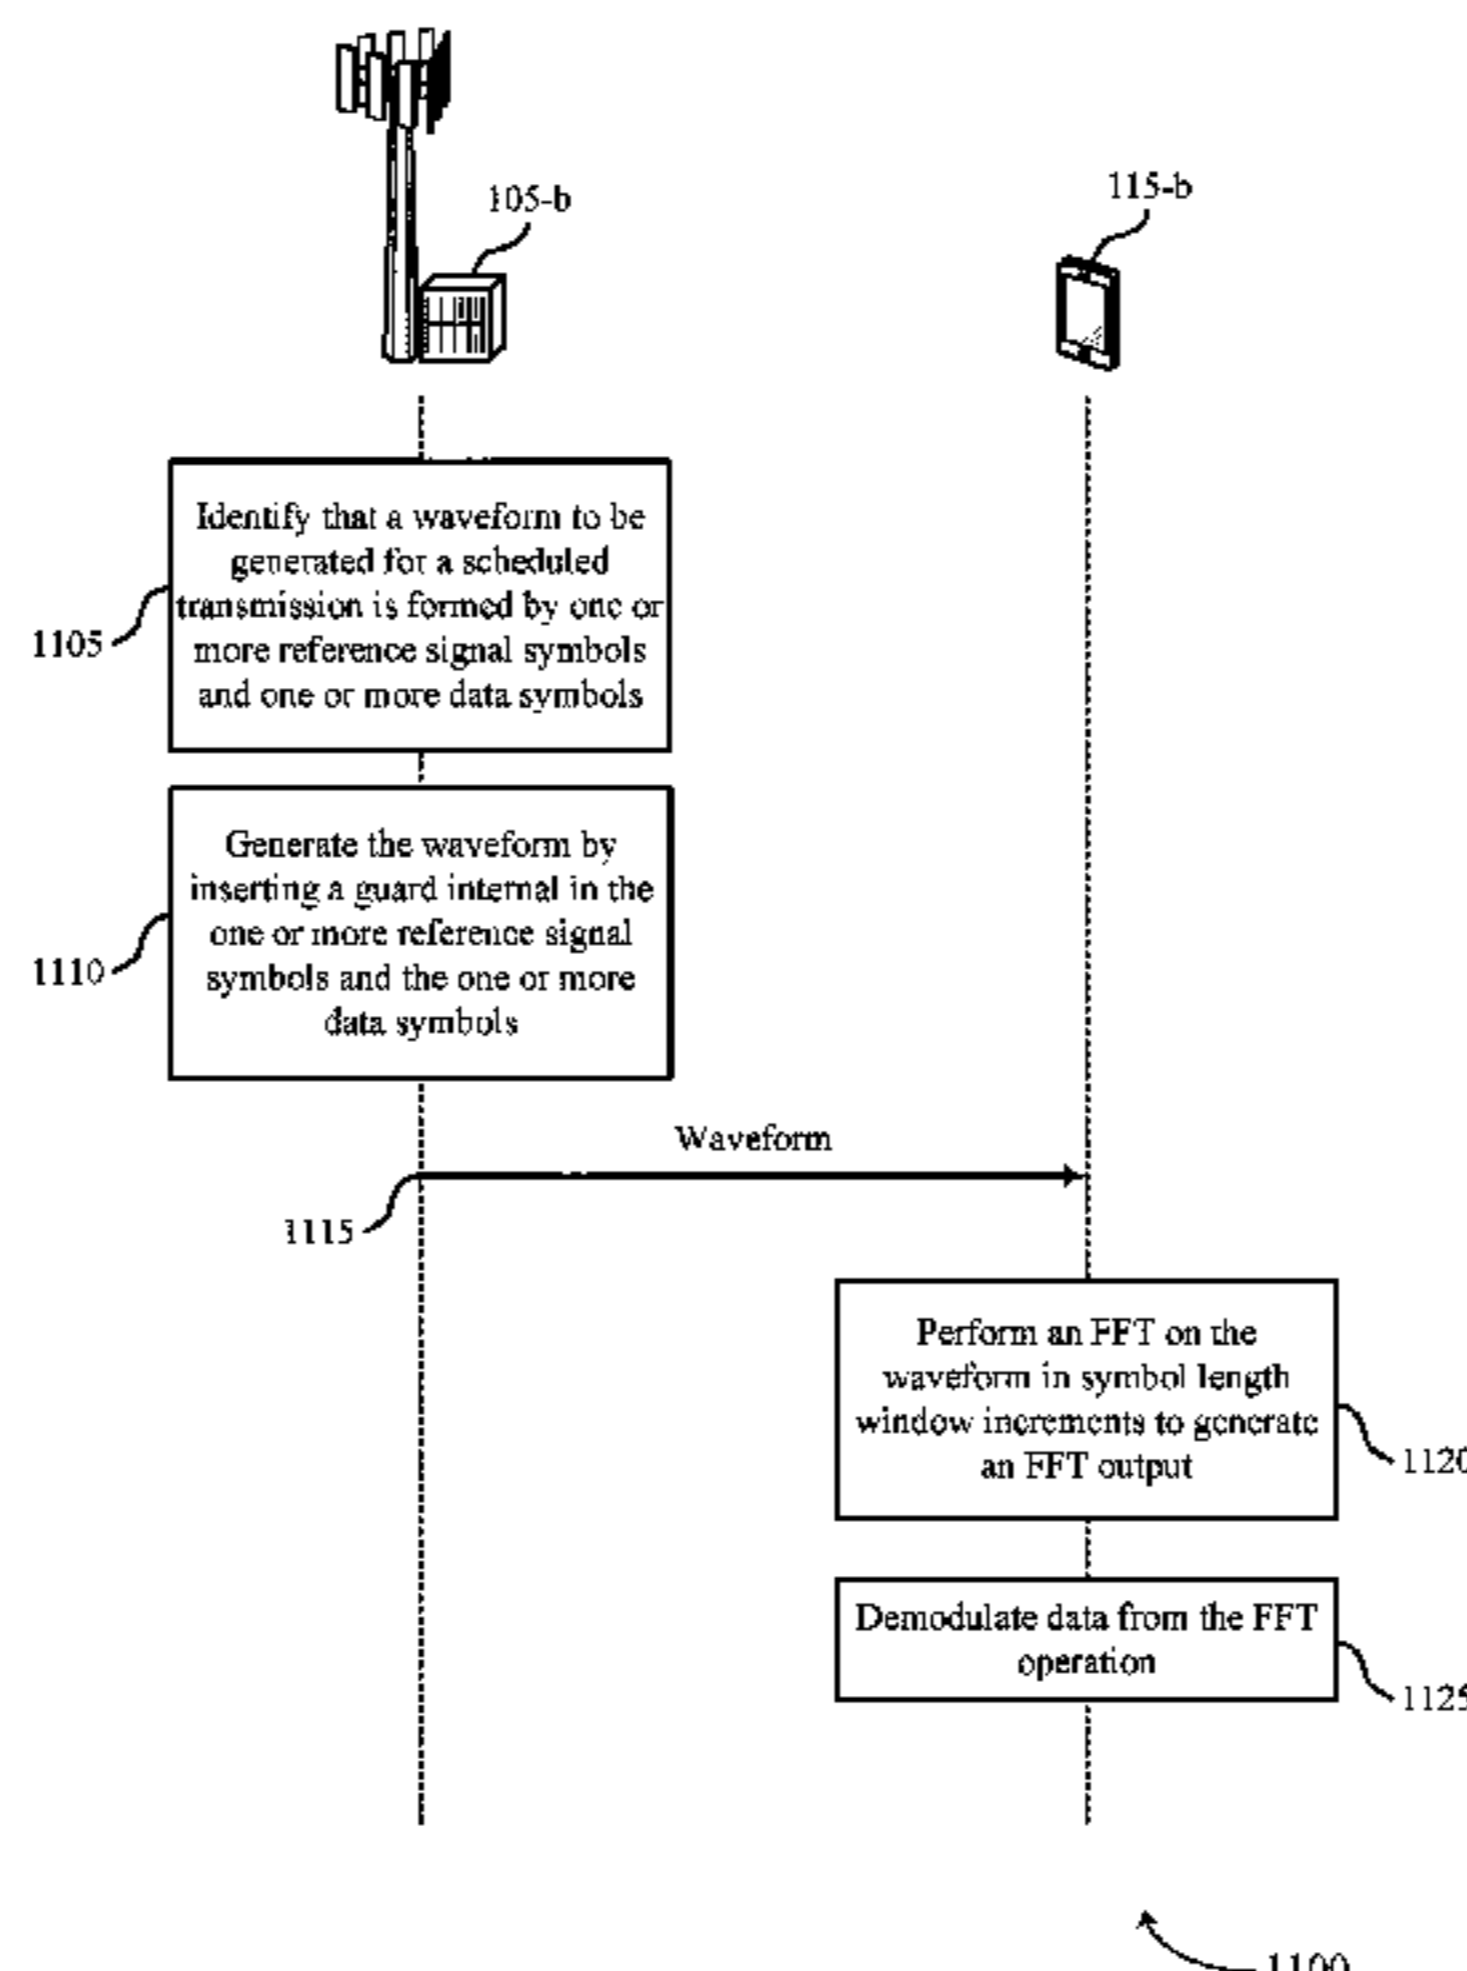 105-b
115-b
Identify that a waveform to be
generated for a scheduled
transmission is formed by one or
more reference signal symbols
and one or more data symbols
1105
Generate the waveform by
inserting a guard internal in the
one or more reference signal
symbols and the one or more
data symbols
1110
Waveform
1115
Perform an FFT on the
waveform in symbol length
window increments to generate
an FFT output
1120
Demodulate data from the FFT
operation
1125
1100